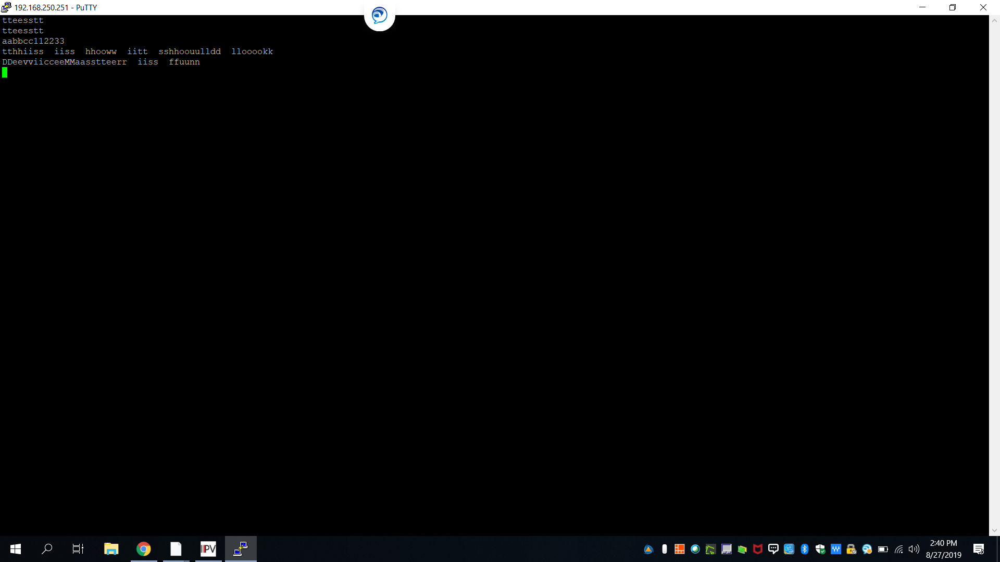 192.168.250.251 - PuTTY
tteesstt
tteesstt
aabbcc112233
tthhiiss  iiss  hhooww  iitt  sshhoouulldd  llooookk
DDeevviicceeMMaasstteerr  iiss  ffuunn
IPV
W
2:40 PM
8/27/2019